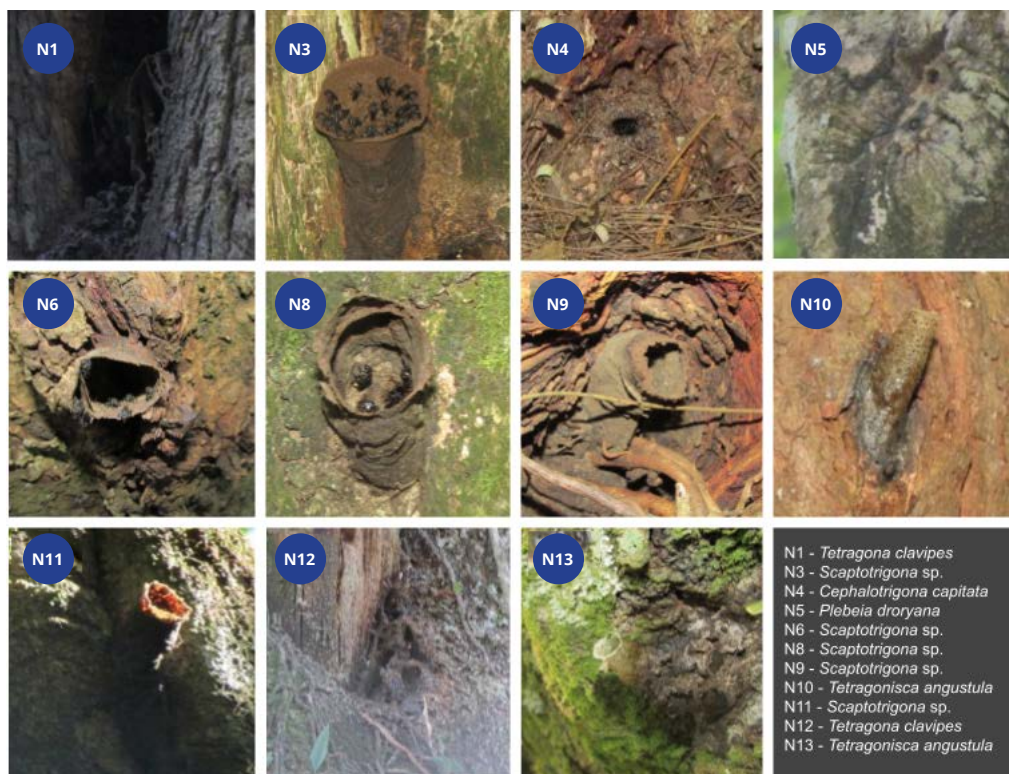 N1
N3
N4
N5
N6
N8
N9
N10
N11
N12
N13
N1 - Tetragona clavipes
N3 - Scaptotrigona sp.
N4 - Cephalotrigona capitata
N5 - Plebeia droryana
N6 - Scaptotrigona sp.
N8 - Scaptotrigona sp.
N9 - Scaptotrigona sp.
N10 - Tetragonisca angustula
N11 - Scaptotrigona sp.
N12 - Tetragona clavipes
N13 - Tetragonisca angustula